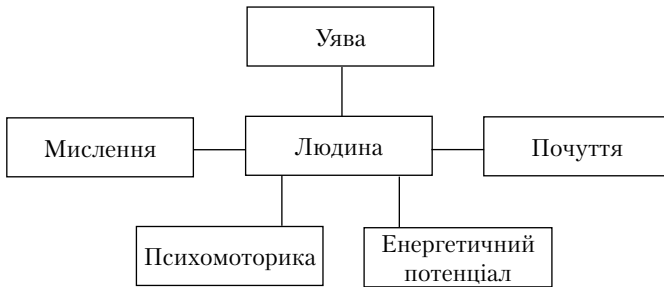 Уява
Мислення
Людина
Почуття
Психомоторика
Енергетичний
потенціал